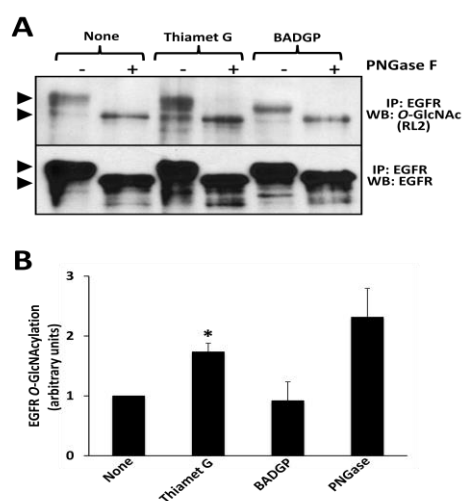 A
None Thiamet G BADGP
- + - + - + PNGase F
IP: EGFR
WB: O-GlcNAc
(RL2)
IP: EGFR
WB: EGFR
B
EGFR O-GlcNAcylation
(arbitrary units)
3
2
1
0
*
None
Thiamet G
BADGP
PNGase